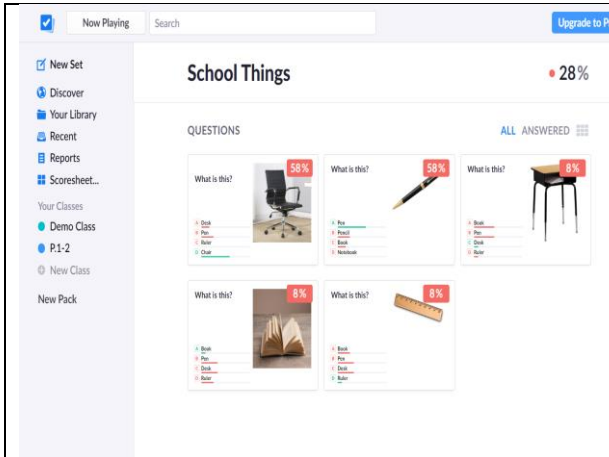 Now Playing
Search
Upgrade to P
New Set
Discover
Your Library
Recent
Reports
Scoresheet...
Your Classes
Demo Class
P.1-2
New Class
New Pack
School Things
28%
QUESTIONS
ALL ANSWERED
What is this?
58%
A Desk
B Pen
C Ruler
D Chair
What is this?
58%
A Pen
B Pencil
C Book
D Notebook
What is this?
8%
A Book
B Pen
C Desk
D Ruler
What is this?
8%
A Book
B Pen
C Desk
D Ruler
What is this?
8%
A Book
B Pen
C Desk
D Ruler